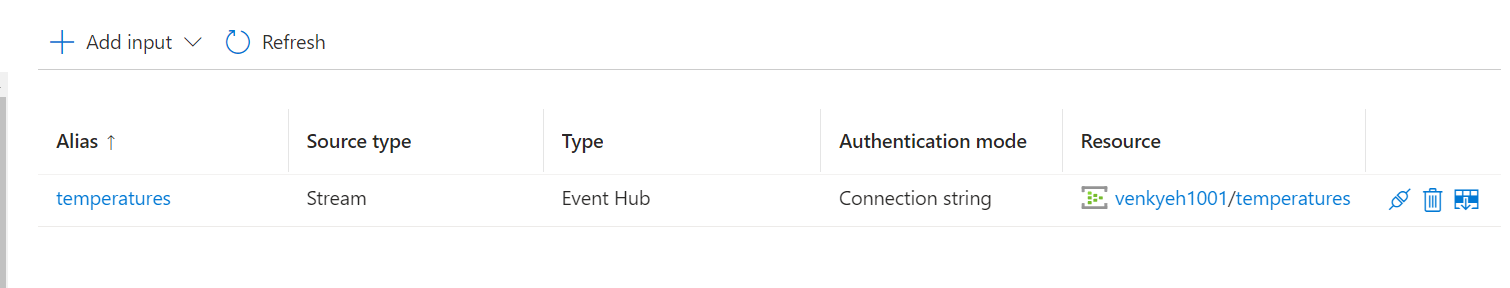 Add input Refresh
Alias ↑ Source type Type Authentication mode Resource
temperatures Stream Event Hub Connection string venkyeh1001/temperatures